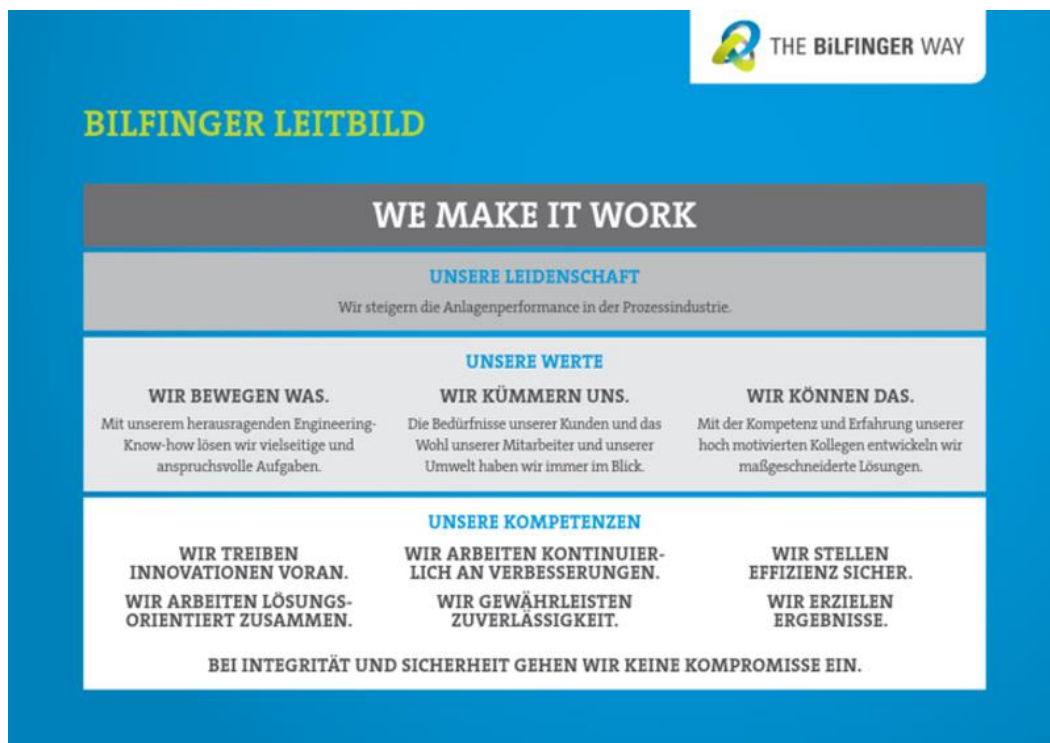 THE BiLFINGER WAY
BILFINGER LEITBILD
WE MAKE IT WORK
UNSERE LEIDENSCHAFT
Wir steigern die Anlagenperformance in der Prozessindustrie.
UNSERE WERTE
WIR BEWEGEN WAS.
Mit unserem herausragenden Engineering-
Know-how lösen wir vielseitige und
anspruchsvolle Aufgaben.
WIR KÜMMERN UNS.
Die Bedürfnisse unserer Kunden und das
Wohl unserer Mitarbeiter und unserer
Umwelt haben wir immer im Blick.
WIR KÖNNEN DAS.
Mit der Kompetenz und Erfahrung unserer
hoch motivierten Kollegen entwickeln wir
maßgeschneiderte Lösungen.
UNSERE KOMPETENZEN
WIR TREIBEN
INNOVATIONEN VORAN.
WIR ARBEITEN KONTINUIER-
LICH AN VERBESSERUNGEN.
WIR STELLEN
EFFIZIENZ SICHER.
WIR ARBEITEN LÖSUNGS-
ORIENTIERT ZUSAMMEN.
WIR GEWÄHRLEISTEN
ZUVERLÄSSIGKEIT.
WIR ERZIELEN
ERGEBNISSE.
BEI INTEGRITÄT UND SICHERHEIT GEHEN WIR KEINE KOMPROMISSE EIN.